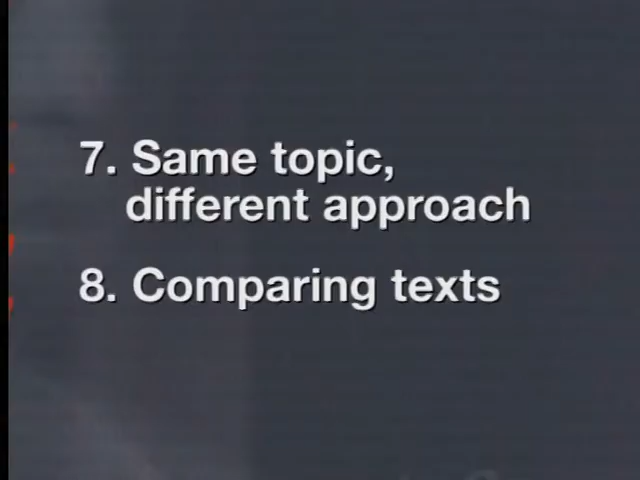 7. Same topic,
different approach
8. Comparing texts